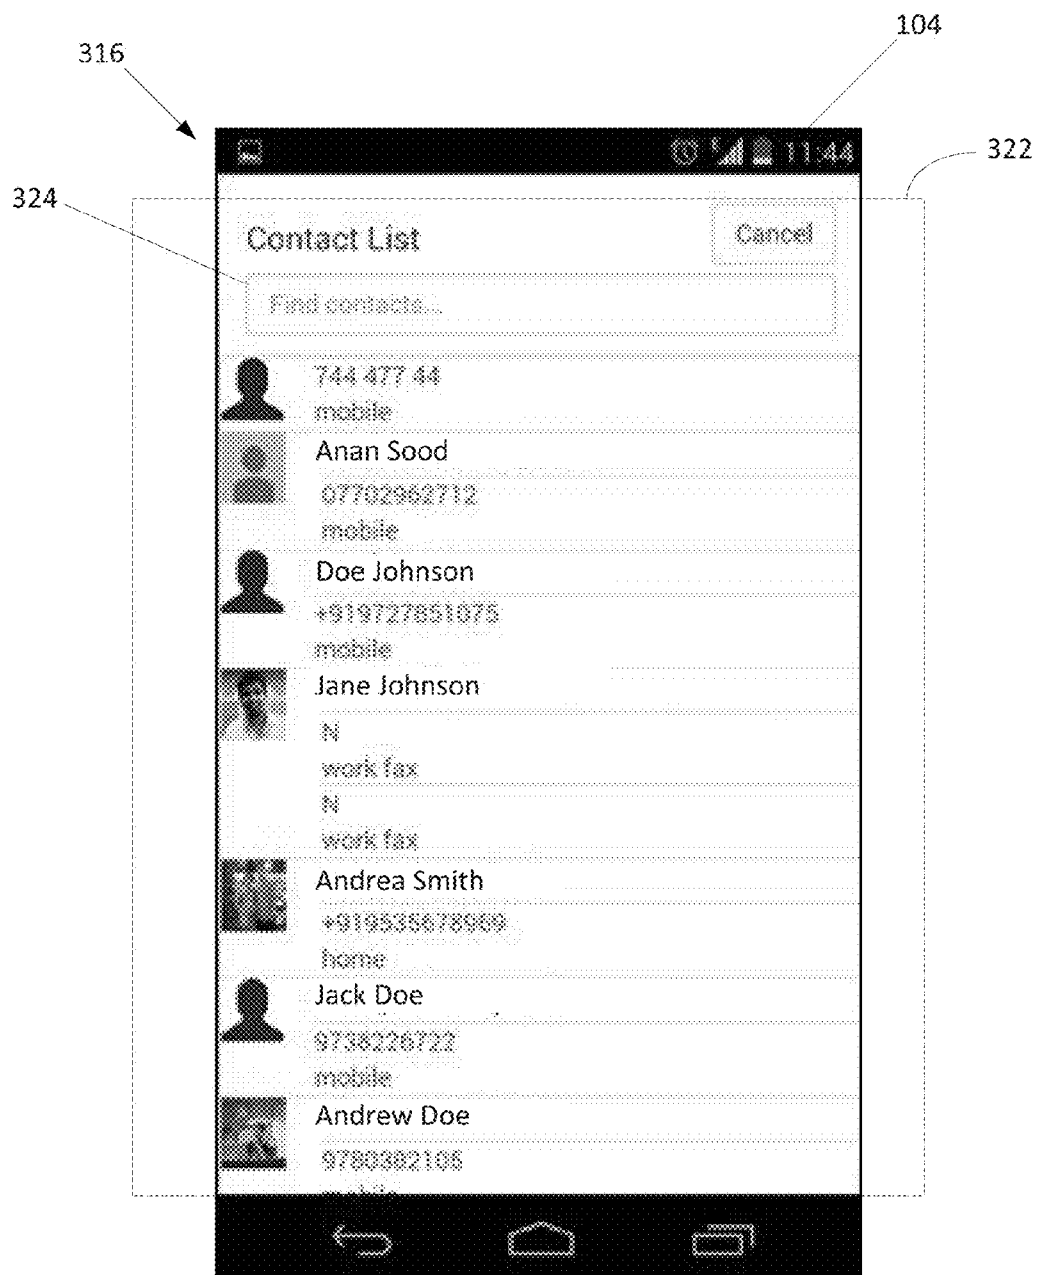 104
316
11:44
322
324
Contact List
Cancel
Find contacts...
744 477 44
mobile
Anan Sood
07702962712
mobile
Doe Johnson
+919727851075
mobile
Jane Johnson
N
work fax
N
work fax
Andrea Smith
+919535678969
home
Jack Doe
9738226722
mobile
Andrew Doe
9780382106
mobile